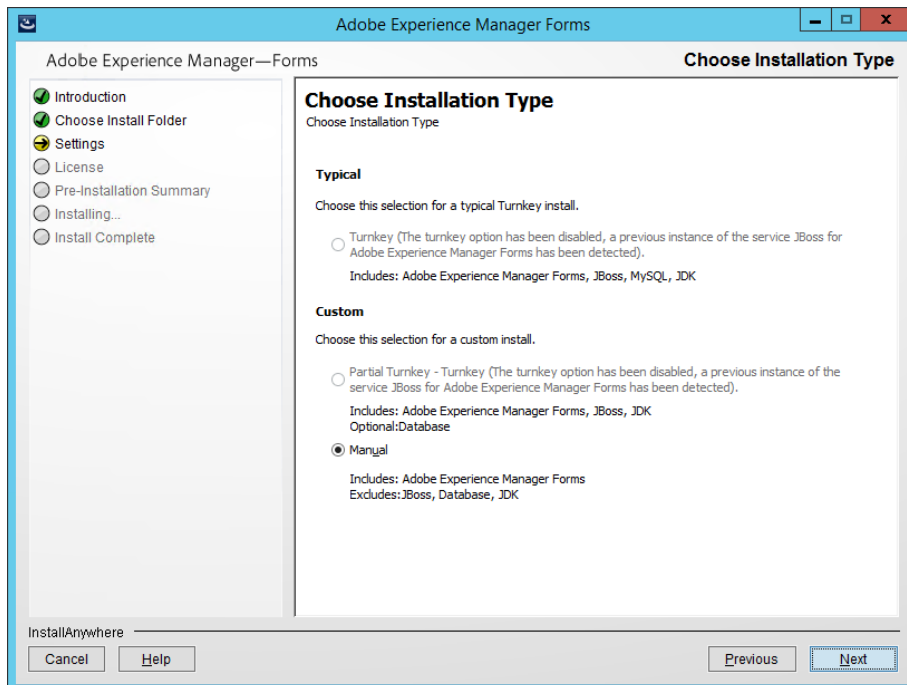 Adobe Experience Manager Forms
Adobe Experience Manager—Forms
Choose Installation Type
Introduction
Choose Install Folder
Settings
License
Pre-Installation Summary
Installing...
Install Complete
Choose Installation Type
Choose Installation Type
Typical
Choose this selection for a typical Turnkey install.
Turnkey (The turnkey option has been disabled, a previous instance of the service JBoss for
Adobe Experience Manager Forms has been detected).
Includes: Adobe Experience Manager Forms, JBoss, MySQL, JDK
Custom
Choose this selection for a custom install.
Partial Turnkey - Turnkey (The turnkey option has been disabled, a previous instance of the
service JBoss for Adobe Experience Manager Forms has been detected).
Includes: Adobe Experience Manager Forms, JBoss, JDK
Optional:Database
Manual
Includes: Adobe Experience Manager Forms
Excludes:JBoss, Database, JDK
InstallAnywhere
Cancel
Help
Previous
Next